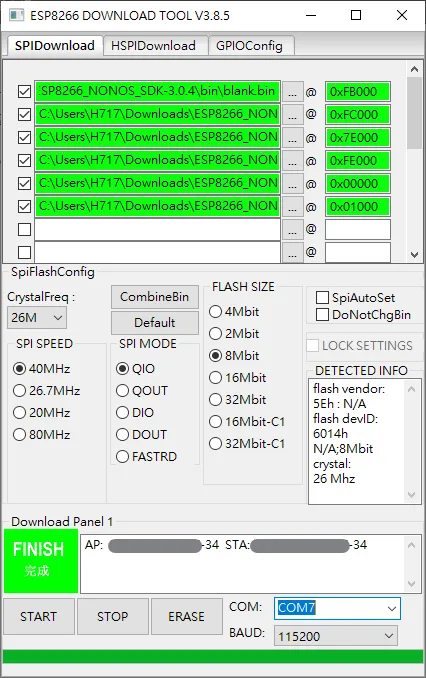 ESP8266 DOWNLOAD TOOL V3.8.5
SPIDownload HSPIDownload GPIOConfig
SP8266_NONOS_SDK-3.0.4\bin\blank.bin ... @ 0xFB000
C:\Users\H717\Downloads\ESP8266_NON ... @ 0xFC000
C:\Users\H717\Downloads\ESP8266_NON ... @ 0x7E000
C:\Users\H717\Downloads\ESP8266_NON ... @ 0xFE000
C:\Users\H717\Downloads\ESP8266_NON ... @ 0x00000
C:\Users\H717\Downloads\ESP8266_NON ... @ 0x01000
... @
... @
SpiFlashConfig
CrystalFreq :
26M
CombineBin
Default
SPI SPEED
40MHz
26.7MHz
20MHz
80MHz
SPI MODE
QIO
QOUT
DIO
DOUT
FASTRD
FLASH SIZE
4Mbit
2Mbit
8Mbit
16Mbit
32Mbit
16Mbit-C1
32Mbit-C1
SpiAutoSet
DoNotChgBin
LOCK SETTINGS
DETECTED INFO
flash vendor:
5Eh : N/A
flash devID:
6014h
N/A;8Mbit
crystal:
26 Mhz
Download Panel 1
FINISH
完成
AP: -34 STA: -34
START STOP ERASE
COM: COM7
BAUD: 115200